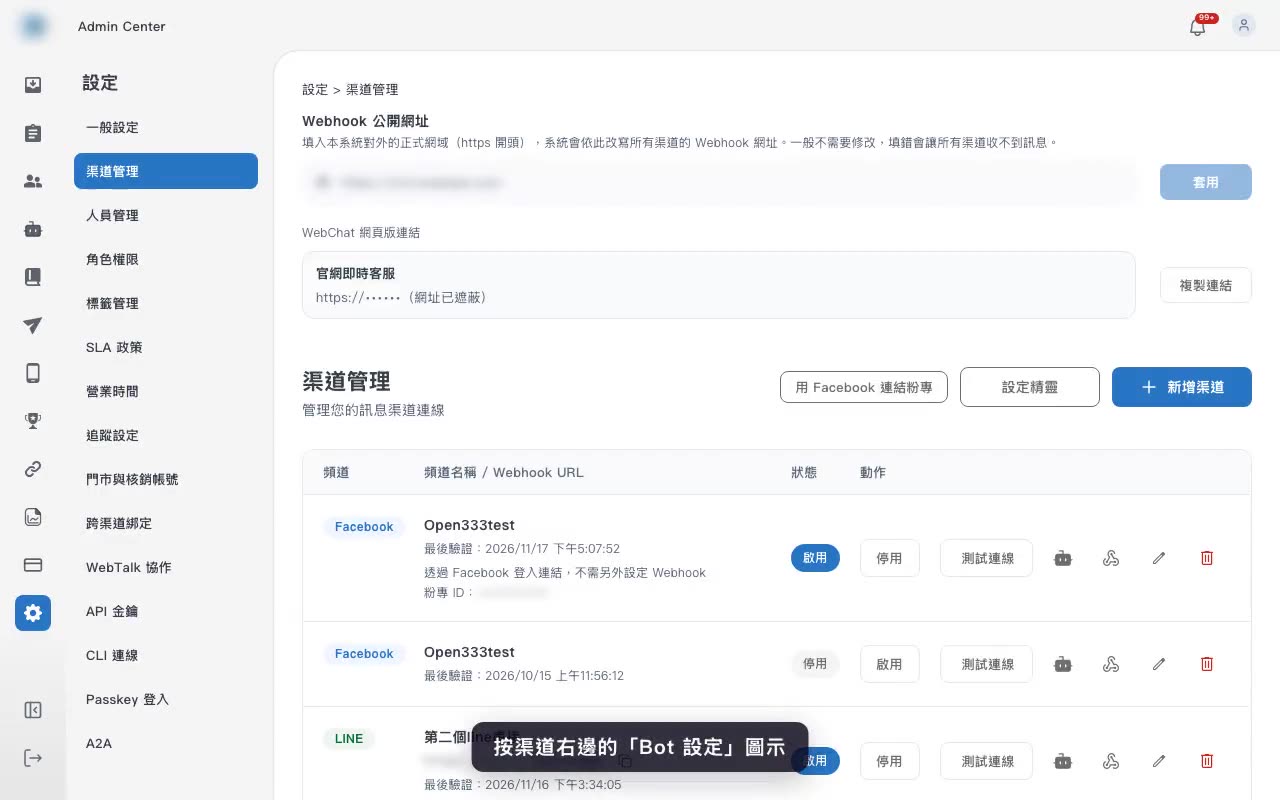 Admin Center
99+
設定
一般設定
渠道管理
人員管理
角色權限
標籤管理
SLA 政策
營業時間
追蹤設定
門市與核銷帳號
跨渠道綁定
WebTalk 協作
API 金鑰
CLI 連線
Passkey 登入
A2A
設定 > 渠道管理
Webhook 公開網址
填入本系統對外的正式網域（https 開頭），系統會依此改寫所有渠道的 Webhook 網址。一般不需要修改，填錯會讓所有渠道收不到訊息。
套用
WebChat 網頁版連結
官網即時客服
https://••••••（網址已遮蔽）
複製連結
渠道管理
管理您的訊息渠道連線
用 Facebook 連結粉專
設定精靈
新增渠道
頻道 頻道名稱 / Webhook URL 狀態 動作
Facebook
Open333test
最後驗證：2026/11/17 下午5:07:52
透過 Facebook 登入連結，不需另外設定 Webhook
粉專 ID：
啟用
停用
測試連線
Facebook
Open333test
最後驗證：2026/10/15 上午11:56:12
停用
啟用
測試連線
LINE
第二個line
最後驗證：2026/11/16 下午3:34:05
啟用
停用
測試連線
按渠道右邊的「Bot 設定」圖示